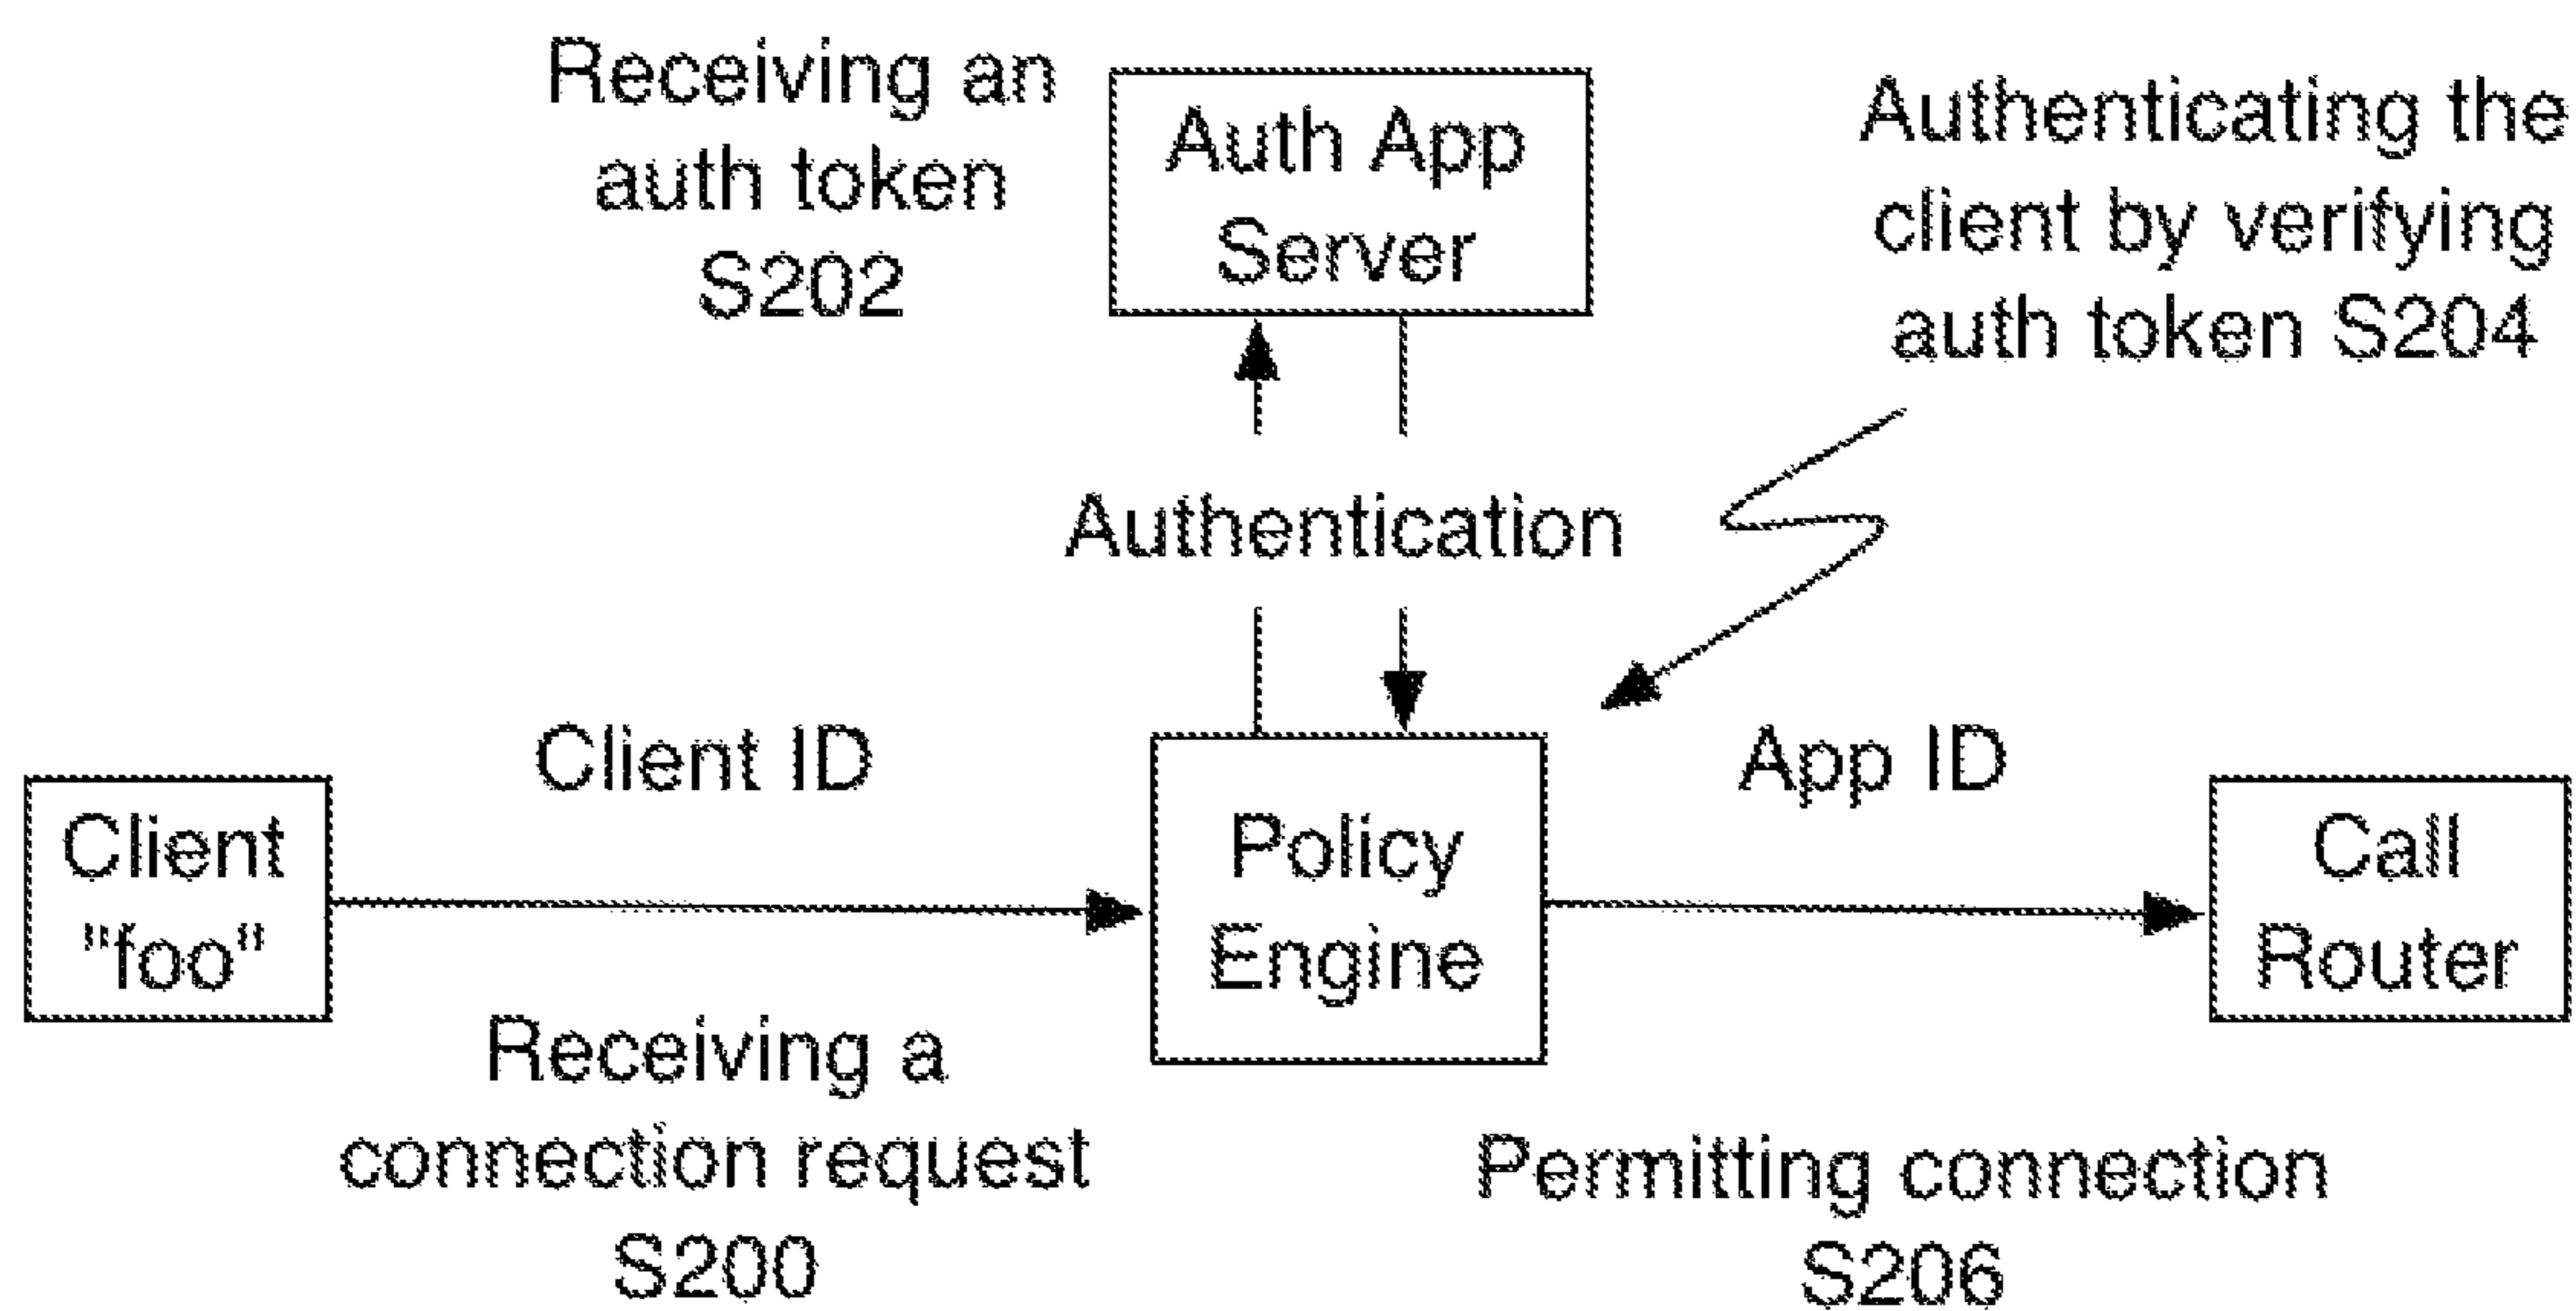 Receiving an
auth token
S202
Auth App
Server
Authenticating the
client by verifying
auth token S204
Authentication
Client ID
App ID
Client
"foo"
Policy
Engine
Call
Router
Receiving a
connection request
S200
Permitting connection
S206